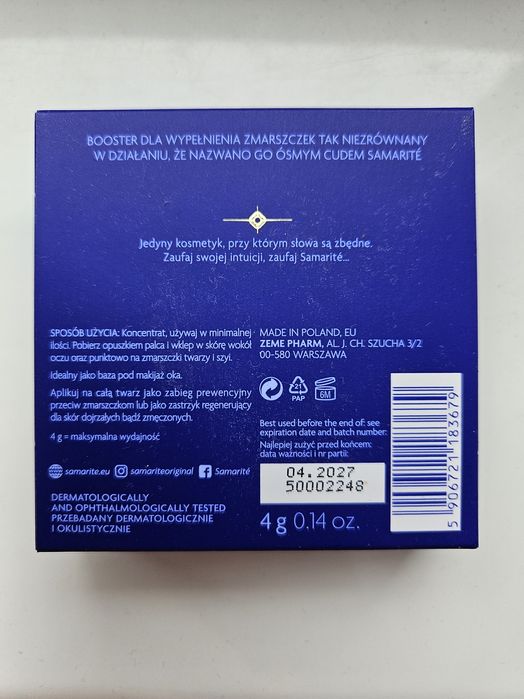 BOOSTER DLA WYPEŁNIENIA ZMARSZCZEK TAK NIEZRÓWNANY
W DZIAŁANIU, ŻE NAZWANO GO ÓSMYM CUDEM SAMARITÉ
Jedyny kosmetyk, przy którym słowa są zbędne.
Zaufaj swojej intuicji, zaufaj Samarité...
SPOSÓB UŻYCIA: Koncentrat, używaj w minimalnej
ilości. Pobierz opuszkiem palca i wklep w skórę wokół
oczu oraz punktowo na zmarszczki twarzy i szyi.
Idealny jako baza pod makijaż oka.
Aplikuj na całą twarz jako zabieg prewencyjny
przeciw zmarszczkom lub jako zastrzyk regenerujący
dla skór dojrzałych bądź zmęczonych.
4 g = maksymalna wydajność
samarite.eu samariteoriginal Samarité
DERMATOLOGICALLY
AND OPHTHALMOLOGICALLY TESTED
PRZEBADANY DERMATOLOGICZNIE
I OKULISTYCZNIE
MADE IN POLAND, EU
ZEME PHARM, AL. J. CH. SZUCHA 3/2
00-580 WARSZAWA
21
PAP
6M
Best used before the end of: see
expiration date and batch number:
Najlepiej zużyć przed końcem:
data ważności i nr partii:
04.2027
50002248
4 g 0.14 oz.
5 906721 183679